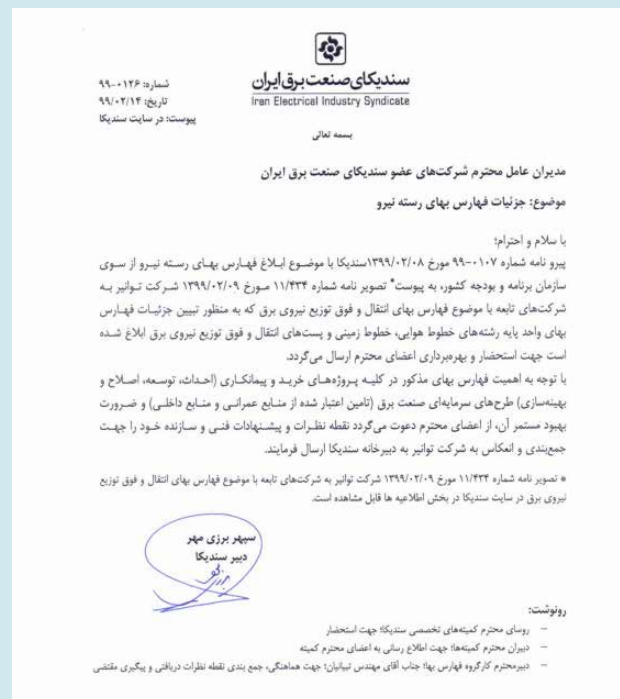 سندیکای صنعت برق ایران
Iran Electrical Industry Syndicate
شماره: ۰۱۲۶-۹۹
تاریخ: ۹۹/۰۲/۱۴
پیوست: در سایت سندیکا
بسمه تعالی
مدیران عامل محترم شرکت‌های عضو سندیکای صنعت برق ایران
موضوع: جزئیات فهارس بهای رسته نیرو
با سلام و احترام؛
پیرو نامه شماره ۰۱۰۷-۹۹ مورخ ۱۳۹۹/۰۲/۰۸سندیکا با موضوع ابلاغ فهارس بهای رسته نیرو از سوی
سازمان برنامه و بودجه کشور، به پیوست* تصویر نامه شماره ۱۱/۴۳۴ مورخ ۱۳۹۹/۰۲/۰۹ شرکت توانیر به
شرکت‌های تابعه با موضوع فهارس بهای انتقال و فوق توزیع نیروی برق که به منظور تبیین جزئیات فهارس
بهای واحد پایه رشته‌های خطوط هوایی، خطوط زمینی و پست‌های انتقال و فوق توزیع نیروی برق ابلاغ شده
است جهت استحضار و بهره‌برداری اعضای محترم ارسال می‌گردد.
با توجه به اهمیت فهارس بهای مذکور در کلیه پروژه‌های خرید و پیمانکاری (احداث، توسعه، اصلاح و
بهینه‌سازی) طرح‌های سرمایه‌ای صنعت برق (تامین اعتبار شده از منابع عمرانی و منابع داخلی) و ضرورت
بهبود مستمر آن، از اعضای محترم دعوت می‌گردد نقطه نظرات و پیشنهادات فنی و سازنده خود را جهت
جمع‌بندی و انعکاس به شرکت توانیر به دبیرخانه سندیکا ارسال فرمایند.
* تصویر نامه شماره ۱۱/۴۳۴ مورخ ۱۳۹۹/۰۲/۰۹ شرکت توانیر به شرکت‌های تابعه با موضوع فهارس بهای انتقال و فوق توزیع
نیروی برق در سایت سندیکا در بخش اطلاعیه ها قابل مشاهده است.
سپهر برزی مهر
دبیر سندیکا
رونوشت:
– روسای محترم کمیته‌های تخصصی سندیکا؛ جهت استحضار
– دبیران محترم کمیته‌ها؛ جهت اطلاع رسانی به اعضای محترم کمیته
– دبیرمحترم کارگروه فهارس بها؛ جناب آقای مهندس تبیانیان؛ جهت هماهنگی، جمع بندی نقطه نظرات دریافتی و پیگیری مقتضی